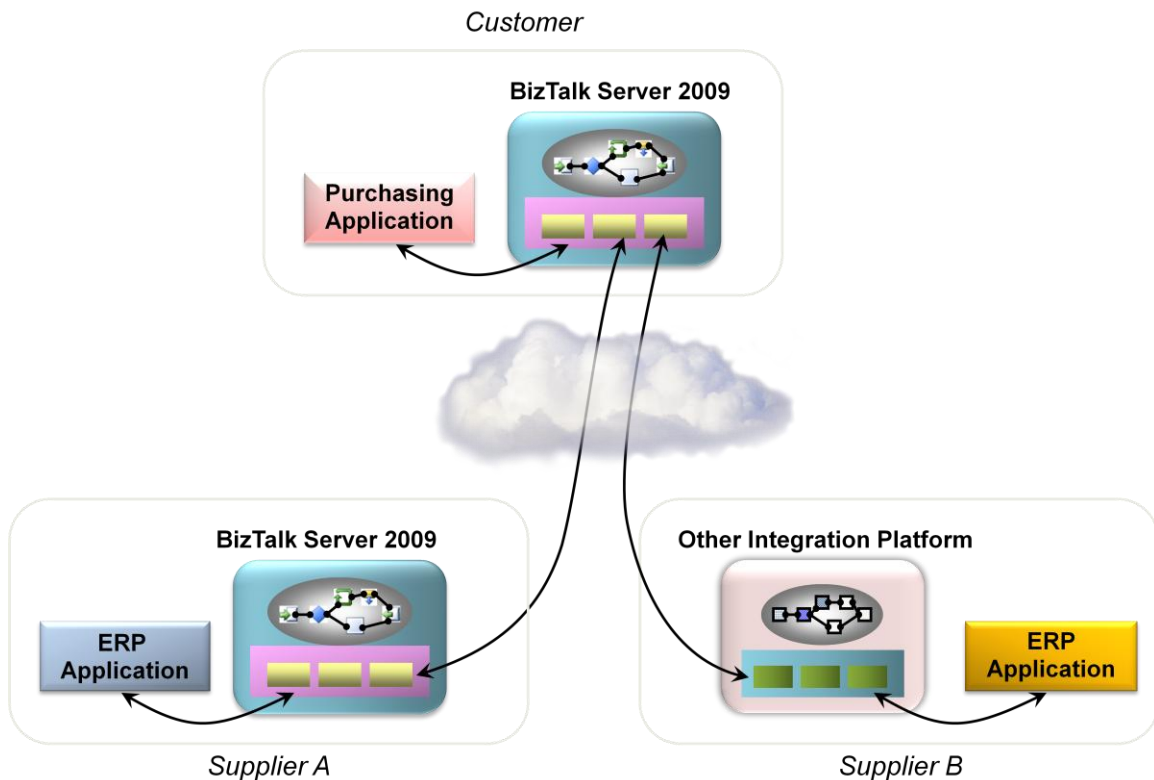 Customer
BizTalk Server 2009
Purchasing
Application
BizTalk Server 2009
Other Integration Platform
ERP
Application
ERP
Application
Supplier A
Supplier B